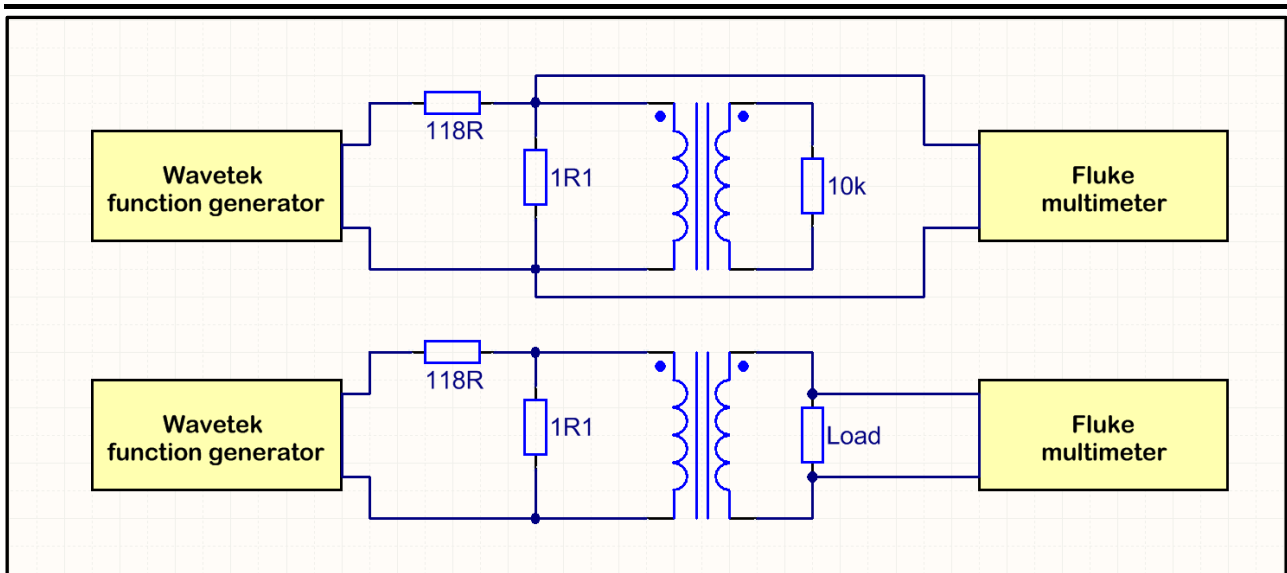 118R
Wavetek
function generator
1R1
10k
Fluke
multimeter
118R
Wavetek
function generator
1R1
Load
Fluke
multimeter